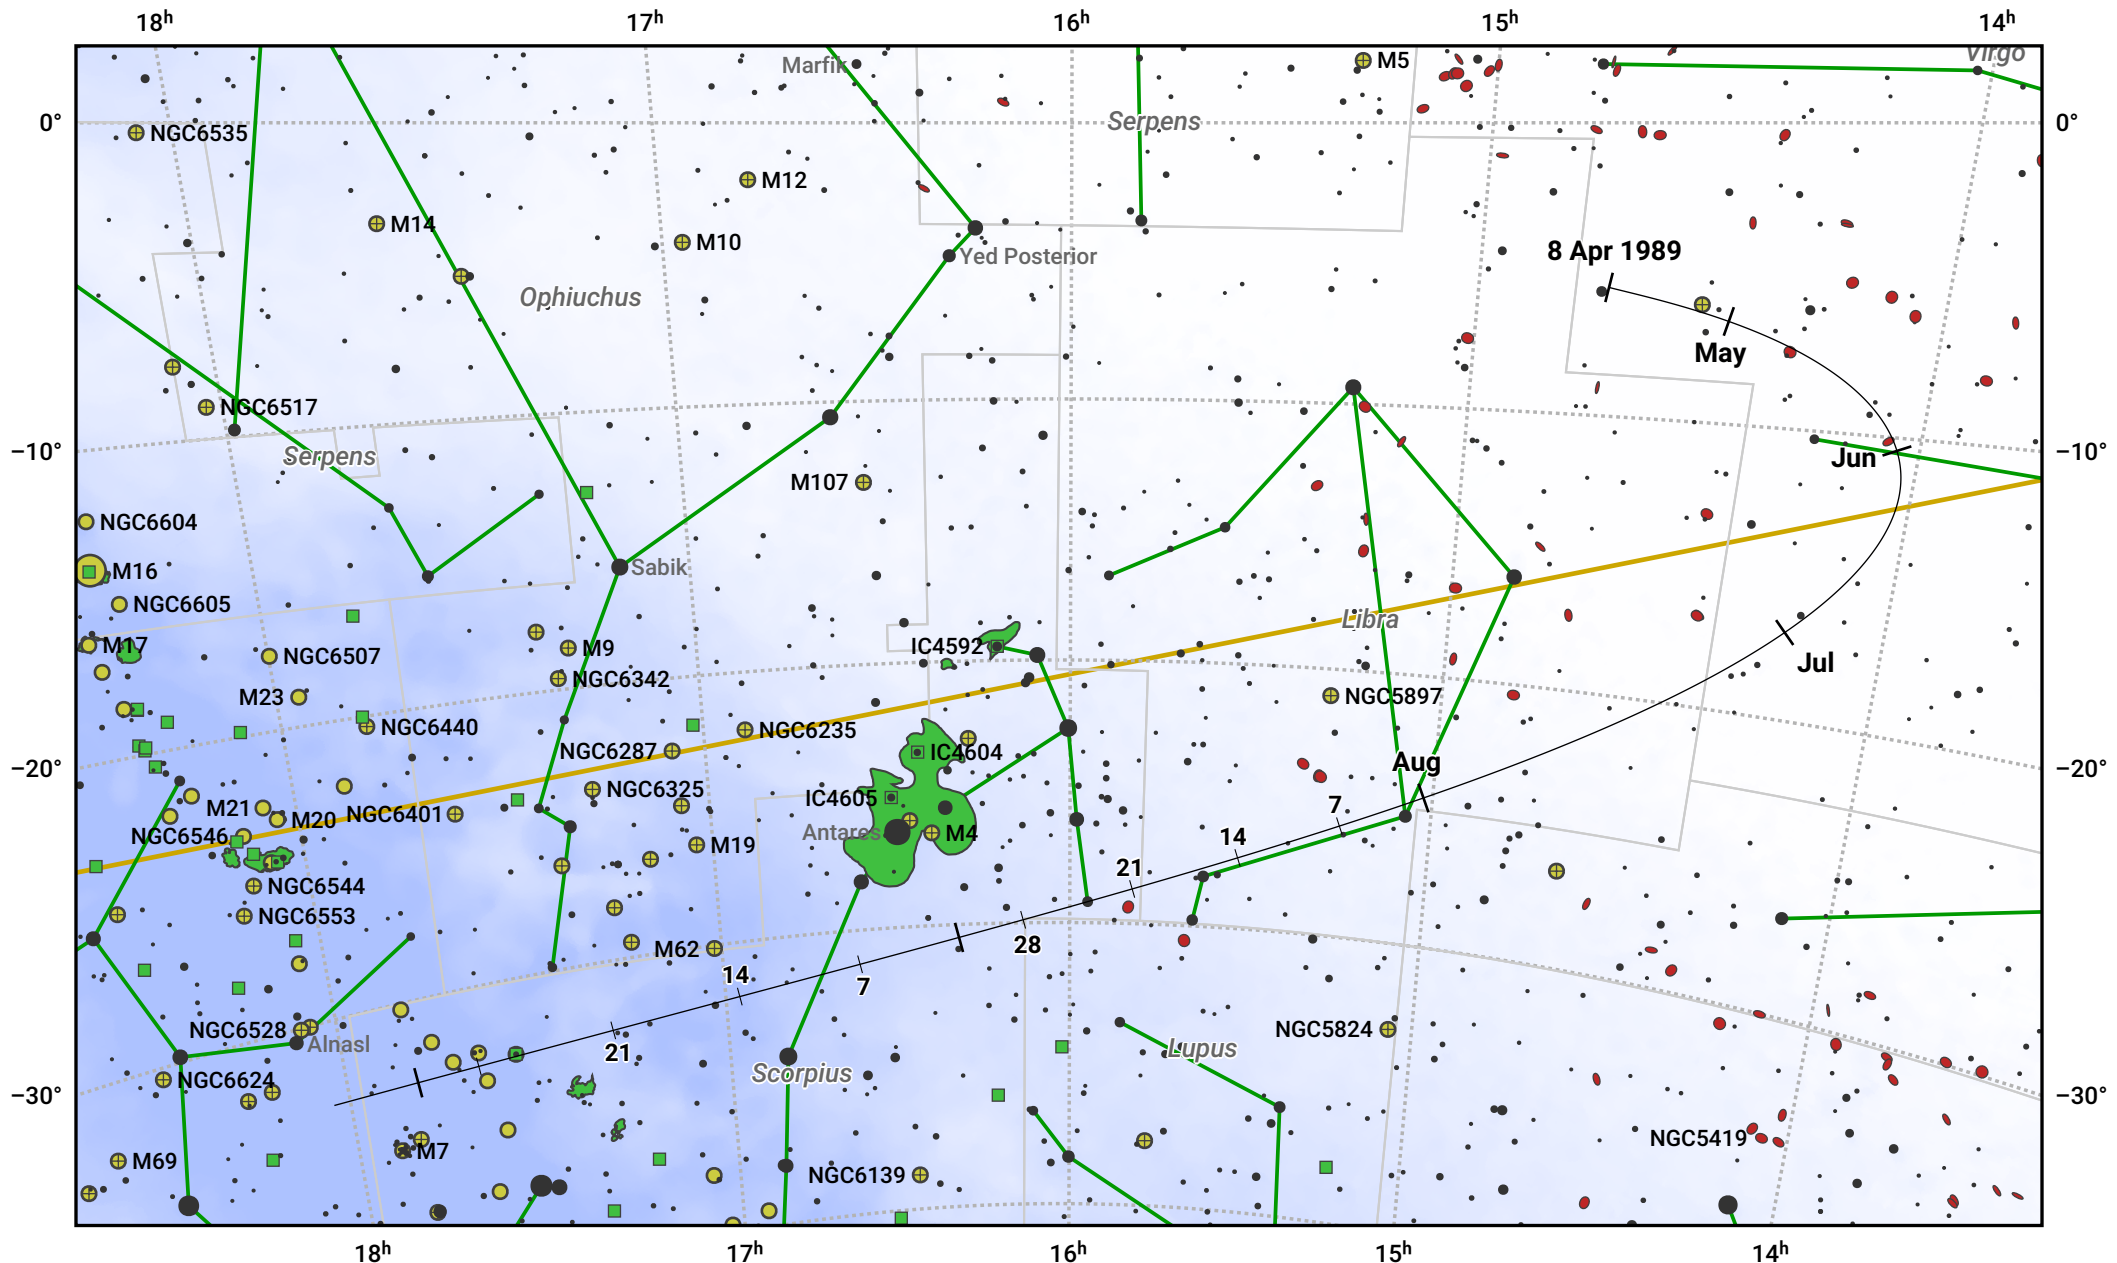 18h 17h 16h 15h 14h
Virgo
Marfik
M5
0° 0°
NGC6535
Serpens
M12
M14
M10
Yed Posterior
8 Apr 1989
Ophiuchus
May
NGC6517
−10° −10°
Serpens
Jun
M107
NGC6604
M16
Sabik
NGC6605
Libra
M17
NGC6507
M9
IC4592
Jul
NGC6342
M23
NGC5897
NGC6440
NGC6235
NGC6287
IC4604
−20° −20°
Aug
NGC6325
IC4605
M21
M20
NGC6401
7
NGC6546
Antares
M4
14
M19
21
NGC6544
NGC6553
M62
28
14
7
NGC6528
Alnasl
21
NGC5824
Lupus
Scorpius
NGC6624
−30° −30°
M7
NGC5419
M69
NGC6139
18h 17h 16h 15h 14h